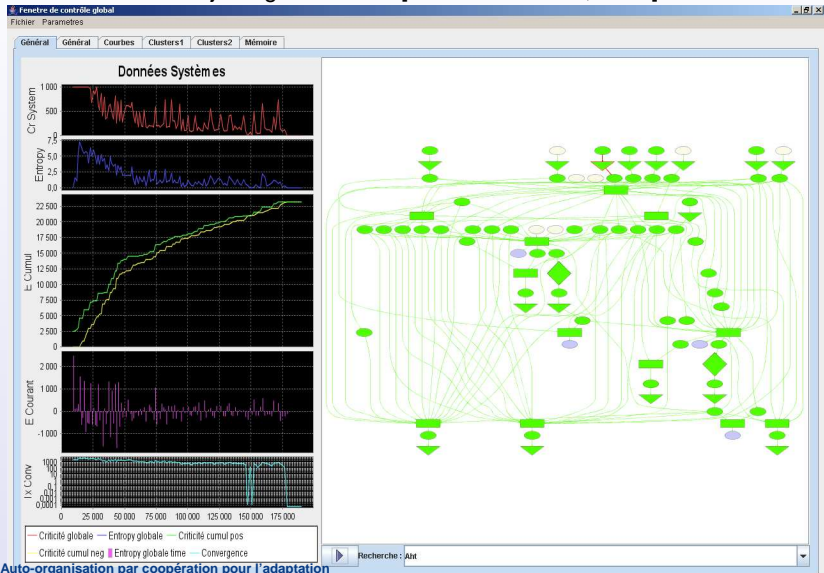 Fenetre de contrôle global
Fichier Parametres
Général Général Courbes Clusters1 Clusters2 Mémoire
Données Systèmes
Cr System
1 000
500
0
Entropy
7,5
5,0
2,5
0,0
E Cumul
22 500
20 000
17 500
15 000
12 500
10 000
7 500
5 000
2 500
0
E Courant
2 000
1 000
0
-1 000
Ix Conv
1000
100
10
0,1
0,01
0,001
0,0001
0 25 000 50 000 75 000 100 000 125 000 150 000 175 000
Criticité globale Entropy globale Criticité cumul pos
Criticité cumul neg Entropy globale time Convergence
Recherche : Aht
Auto-organisation par coopération pour l'adaptation